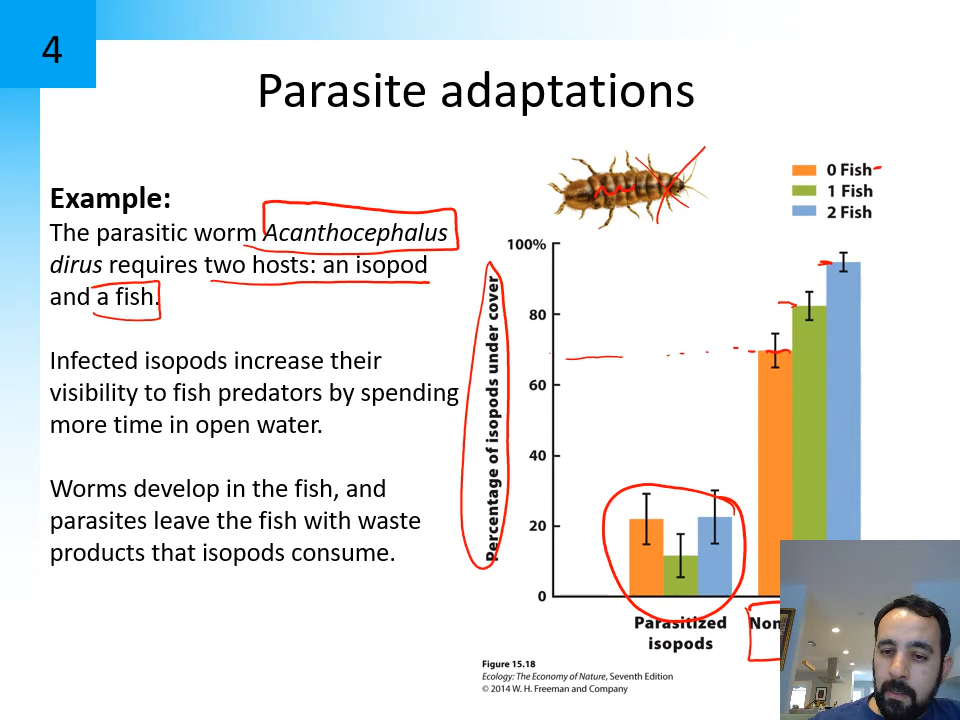 4
Parasite adaptations
Example:
The parasitic worm Acanthocephalus
dirus requires two hosts: an isopod
and a fish.
Infected isopods increase their
visibility to fish predators by spending
more time in open water.
Worms develop in the fish, and
parasites leave the fish with waste
products that isopods consume.
0 Fish
1 Fish
2 Fish
Percentage of isopods under cover
100%
80
60
40
20
0
Parasitized
isopods
Non
Figure 15.18
Ecology: The Economy of Nature, Seventh Edition
© 2014 W. H. Freeman and Company